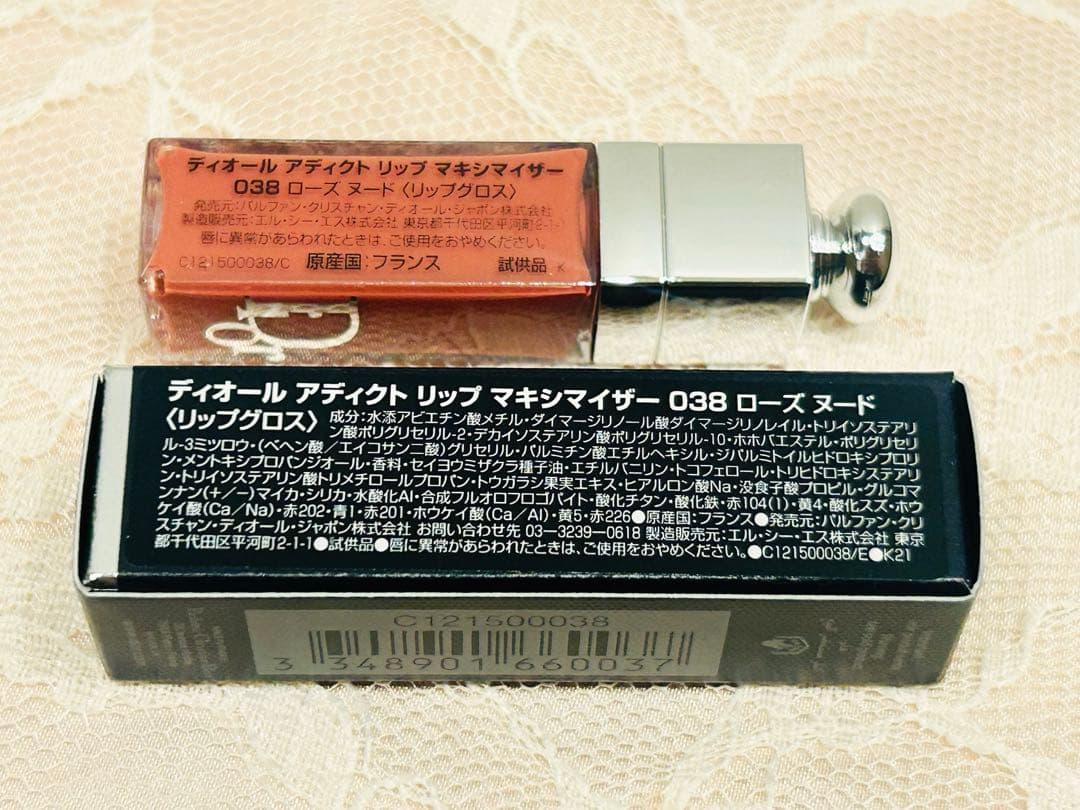 ディオール アディクト リップ マキシマイザー
038 ローズ ヌード〈リップグロス〉
発売元:パルファン・クリスチャン・ディオール・ジャポン株式会社
製造販売元:エル・シー・エス株式会社 東京都千代田区平河町2-1-1
唇に異常があらわれたときは、ご使用をおやめください。
C121500038/C 原産国:フランス 試供品 K
ディオール アディクト リップ マキシマイザー 038 ローズ ヌード
〈リップグロス〉 成分:水添アビエチン酸メチル・ダイマージリノール酸ダイマージリノレイル・トリイソステアリ
ン酸ポリグリセリル-2・デカイソステアリン酸ポリグリセリル-10・ホホバエステル・ポリグリセリ
ル-3ミツロウ・(ベヘン酸/エイコサン二酸)グリセリル・パルミチン酸エチルヘキシル・ジパルミトイルヒドロキシプロリ
ン・メントキシプロパンジオール・香料・セイヨウミザクラ種子油・エチルバニリン・トコフェロール・トリヒドロキシステアリ
ン・トリイソステアリン酸トリメチロールプロパン・トウガラシ果実エキス・ヒアルロン酸Na・没食子酸プロピル・グルコマ
ンナン(+/−)マイカ・シリカ・水酸化Al・合成フルオロフロゴパイト・酸化チタン・酸化鉄・赤104(1)・黄4・酸化スズ・ホウ
ケイ酸(Ca/Na)・赤202・青1・赤201・ホウケイ酸(Ca/Al)・黄5・赤226●原産国:フランス●発売元:パルファン・クリ
スチャン・ディオール・ジャポン株式会社 お問い合わせ先 03―3239―0618 製造販売元:エル・シー・エス株式会社 東京
都千代田区平河町2-1-1●試供品●唇に異常があらわれたときは、ご使用をおやめください。●C121500038/E●K21
C121500038
3 348901 660037